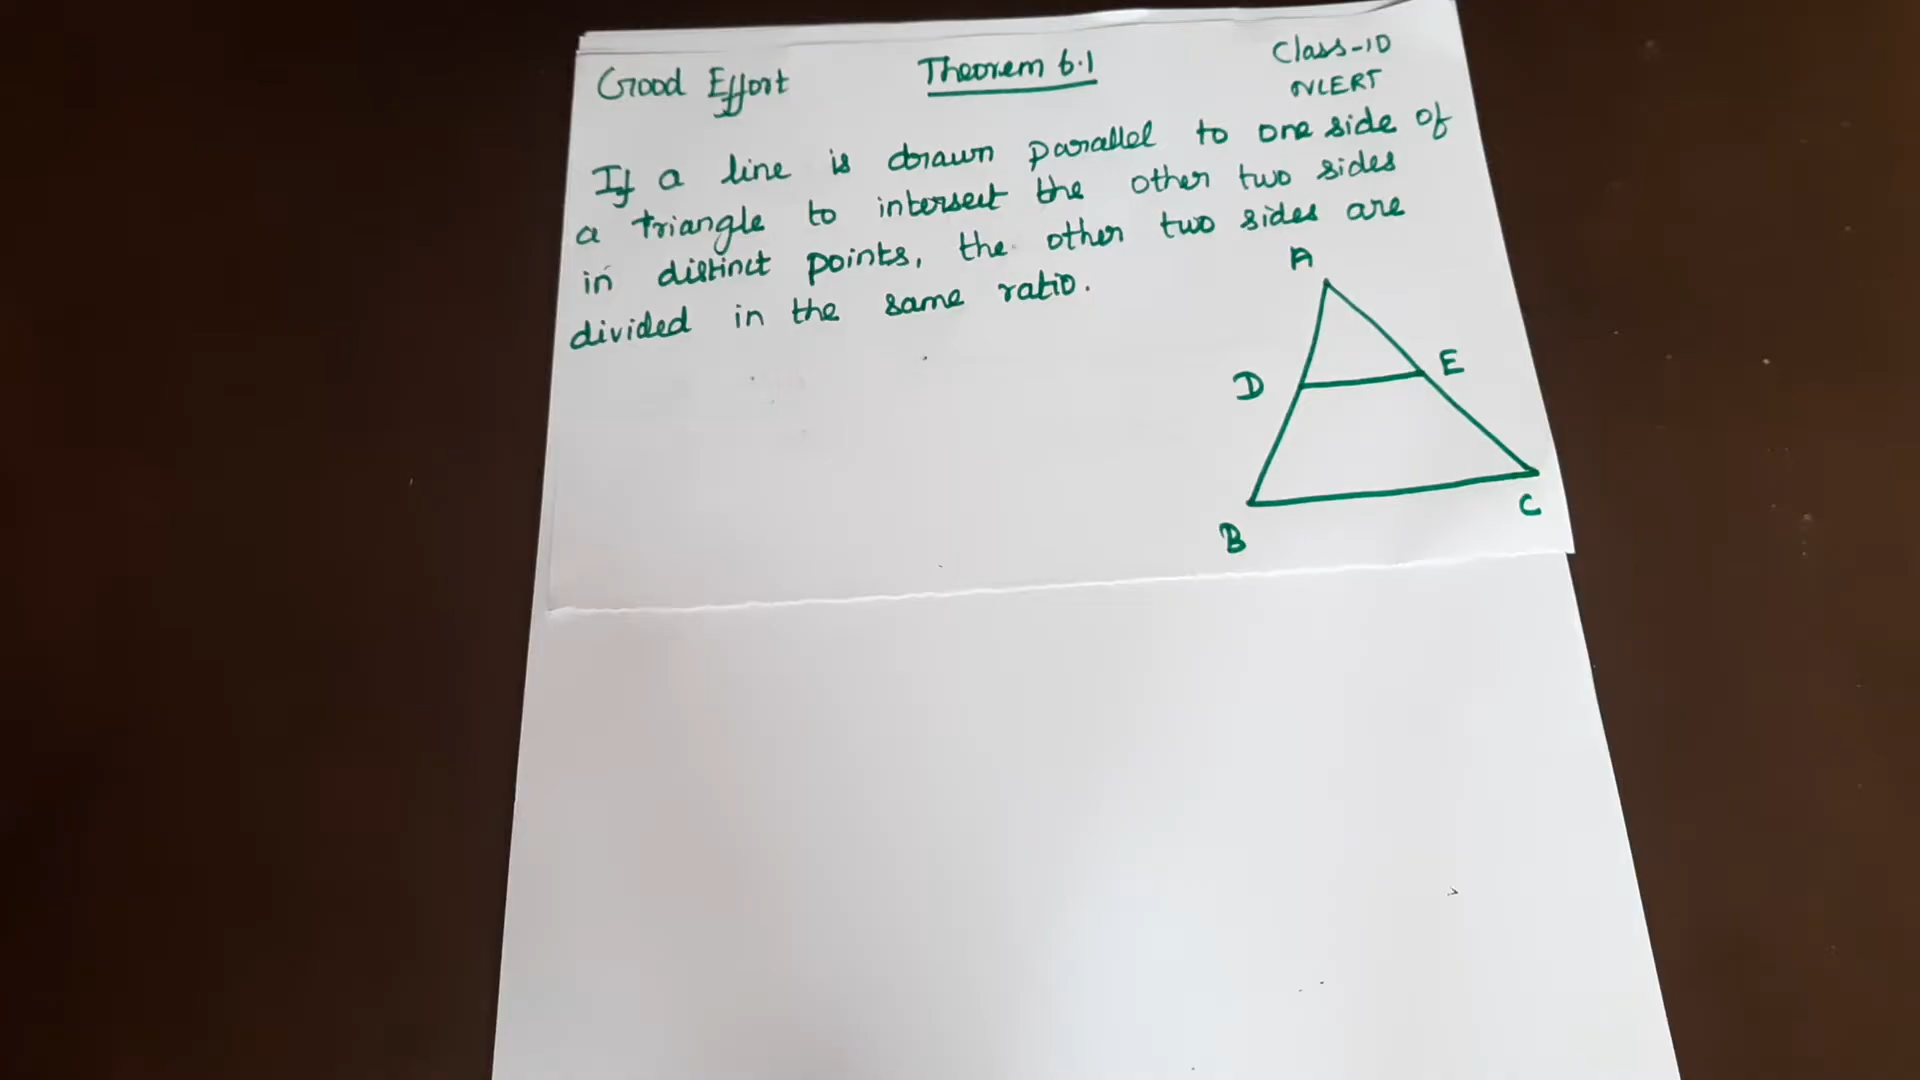 Good Effort
Theorem 6.1
Class-10
NCERT
If a line is drawn parallel to one side of
a triangle to intersect the other two sides
in distinct points, the other two sides are
divided in the same ratio.
A
D
E
B
C